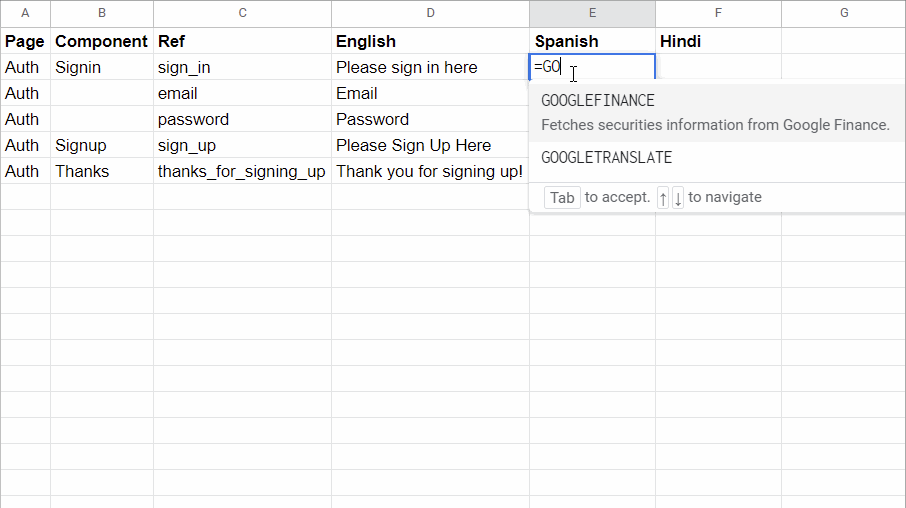 A B C D E F G
Page Component Ref English Spanish Hindi
Auth Signin sign_in Please sign in here =GO
Auth email Email
GOOGLEFINANCE
Auth password Password
Fetches securities information from Google Finance.
Auth Signup sign_up Please Sign Up Here
GOOGLETRANSLATE
Auth Thanks thanks_for_signing_up Thank you for signing up!
Tab to accept. ↑ ↓ to navigate